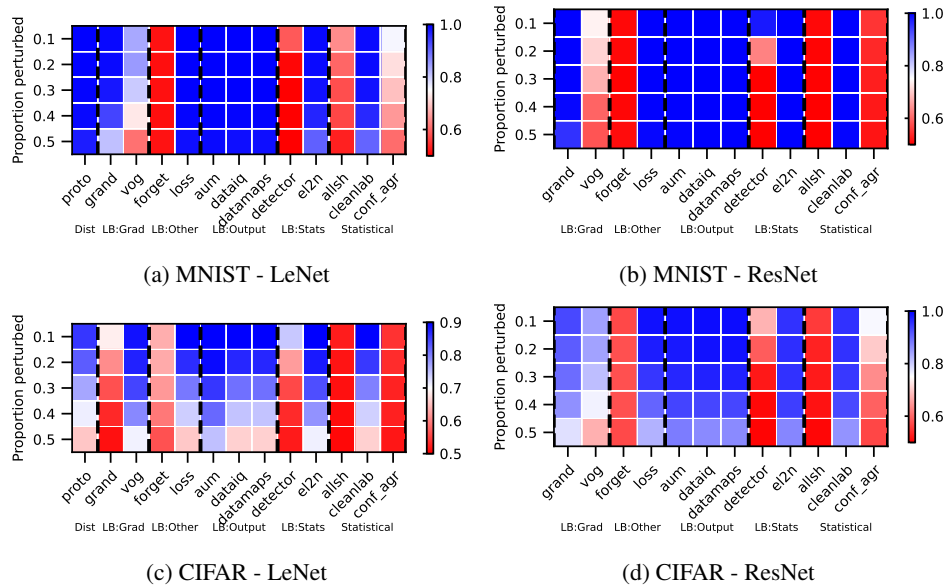 Proportion perturbed
0.1
0.2
0.3
0.4
0.5
1.0
0.8
0.6
proto grand vog forget loss aum dataiq datamaps detector el2n allsh cleanlab conf_agr
Dist LB:Grad LB:Other LB:Output LB:Stats Statistical
(a) MNIST - LeNet
Proportion perturbed
0.1
0.2
0.3
0.4
0.5
1.0
0.8
0.6
grand vog forget loss aum dataiq datamaps detector el2n allsh cleanlab conf_agr
LB:Grad LB:Other LB:Output LB:Stats Statistical
(b) MNIST - ResNet
Proportion perturbed
0.1
0.2
0.3
0.4
0.5
0.9
0.8
0.7
0.6
0.5
proto grand vog forget loss aum dataiq datamaps detector el2n allsh cleanlab conf_agr
Dist LB:Grad LB:Other LB:Output LB:Stats Statistical
(c) CIFAR - LeNet
Proportion perturbed
0.1
0.2
0.3
0.4
0.5
1.0
0.8
0.6
grand vog forget loss aum dataiq datamaps detector el2n allsh cleanlab conf_agr
LB:Grad LB:Other LB:Output LB:Stats Statistical
(d) CIFAR - ResNet